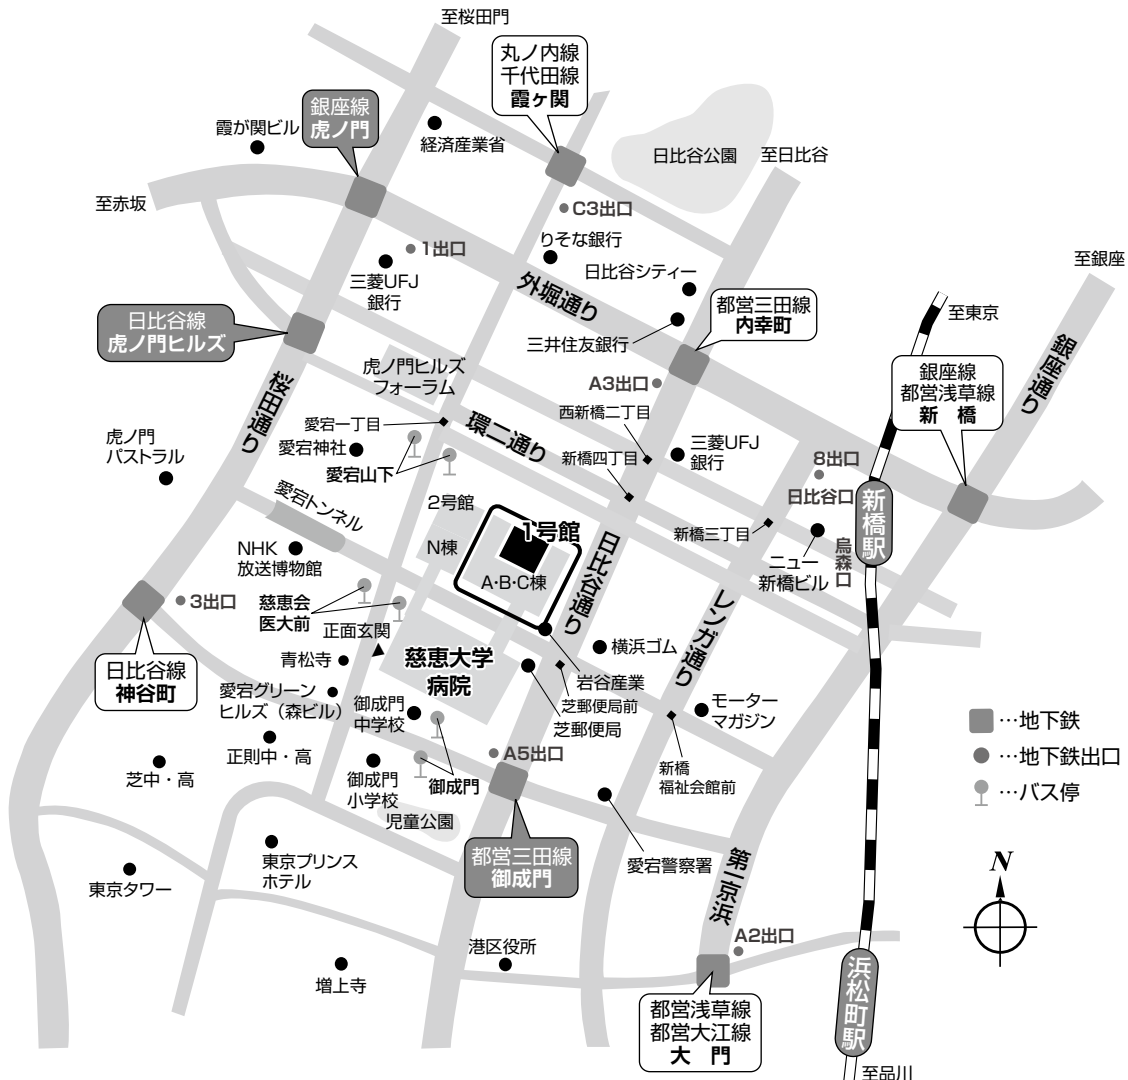 至桜田門
丸ノ内線
千代田線
霞ヶ関
銀座線
虎ノ門
霞が関ビル
経済産業省
日比谷公園
至日比谷
至赤坂
C3出口
りそな銀行
1出口
三菱UFJ
銀行
日比谷シティー
外堀通り
至銀座
都営三田線
内幸町
至東京
日比谷線
虎ノ門ヒルズ
三井住友銀行
銀座通り
虎ノ門ヒルズ
フォーラム
A3出口
銀座線
都営浅草線
新　橋
桜田通り
西新橋二丁目
愛宕一丁目
環二通り
虎ノ門
パストラル
愛宕神社
三菱UFJ
銀行
愛宕山下
新橋四丁目
8出口
日比谷口
新橋駅
愛宕トンネル
2号館
1号館
新橋三丁目
烏森口
NHK
放送博物館
N棟
A・B・C棟
日比谷通り
ニュー
新橋ビル
3出口
慈恵会
医大前
レンガ通り
正面玄関
日比谷線
神谷町
青松寺
慈恵大学
病院
横浜ゴム
岩谷産業
愛宕グリーン
ヒルズ（森ビル）
御成門
中学校
芝郵便局前
芝郵便局
モーター
マガジン
…地下鉄
正則中・高
A5出口
…地下鉄出口
芝中・高
御成門
小学校
御成門
新橋
福祉会館前
…バス停
児童公園
都営三田線
御成門
愛宕警察署
第一京浜
東京プリンス
ホテル
東京タワー
N
A2出口
港区役所
増上寺
浜松町駅
都営浅草線
都営大江線
大　門
至品川